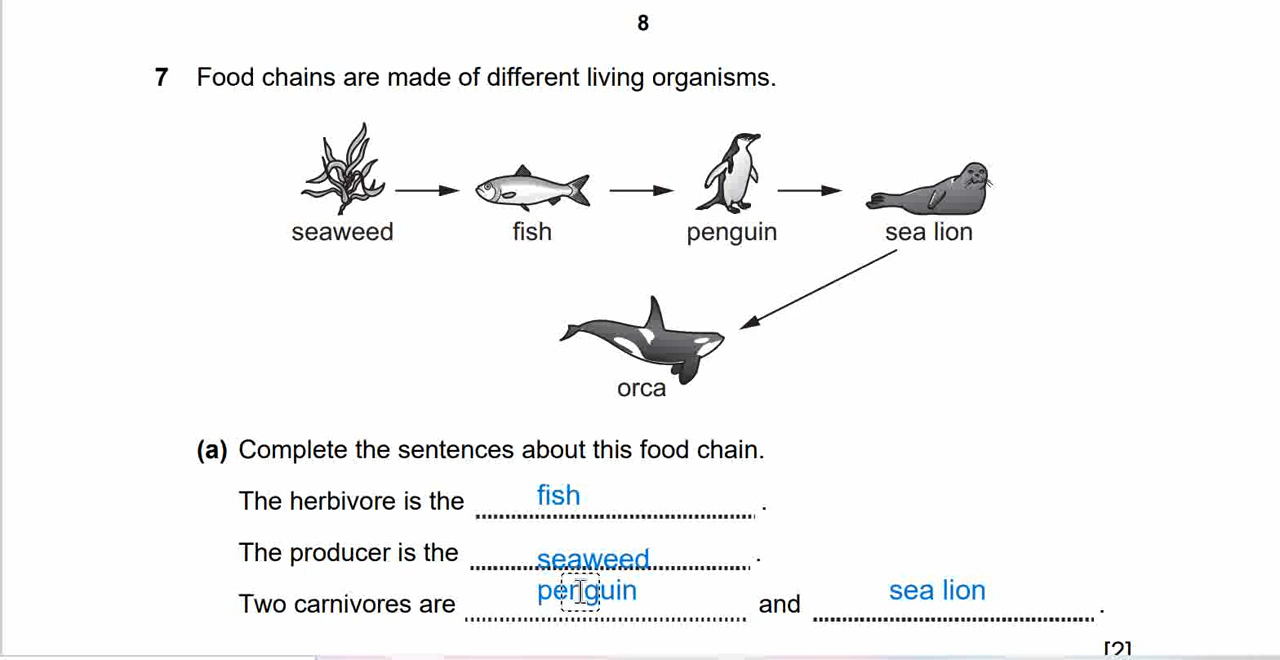 8
7 Food chains are made of different living organisms.
seaweed fish penguin sea lion
orca
(a) Complete the sentences about this food chain.
The herbivore is the fish .
The producer is the seaweed .
Two carnivores are penguin and sea lion .
[2]